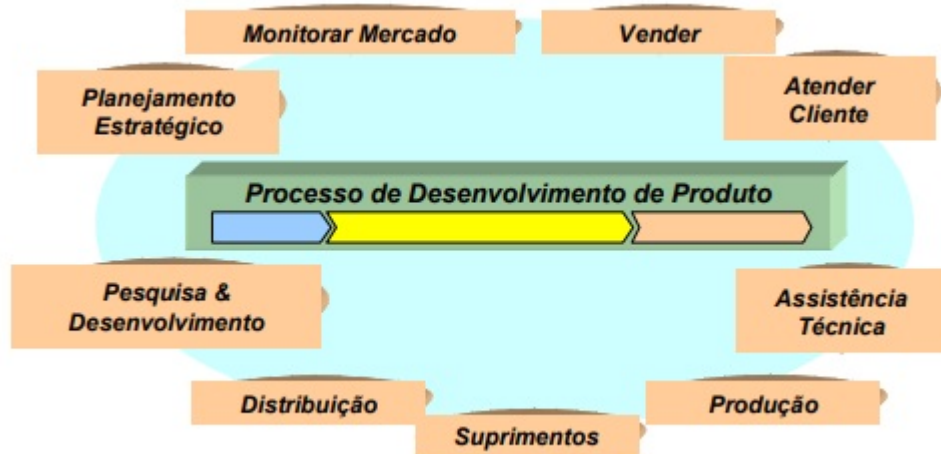 Monitorar Mercado
Vender
Planejamento
Estratégico
Atender
Cliente
Processo de Desenvolvimento de Produto
Pesquisa &
Desenvolvimento
Assistência
Técnica
Distribuição
Produção
Suprimentos